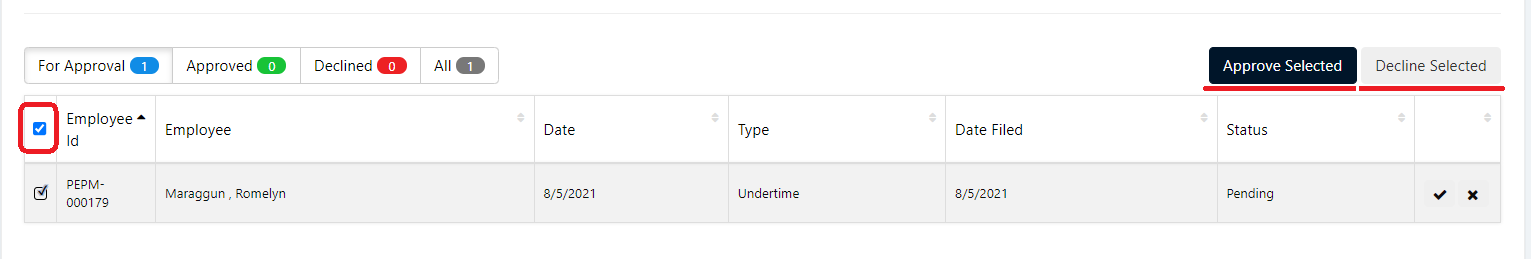 For Approval 1 Approved 0 Declined 0 All 1 Approve Selected Decline Selected
Employee Id Employee Date Type Date Filed Status
PEPM-000179 Maraggun , Romelyn 8/5/2021 Undertime 8/5/2021 Pending